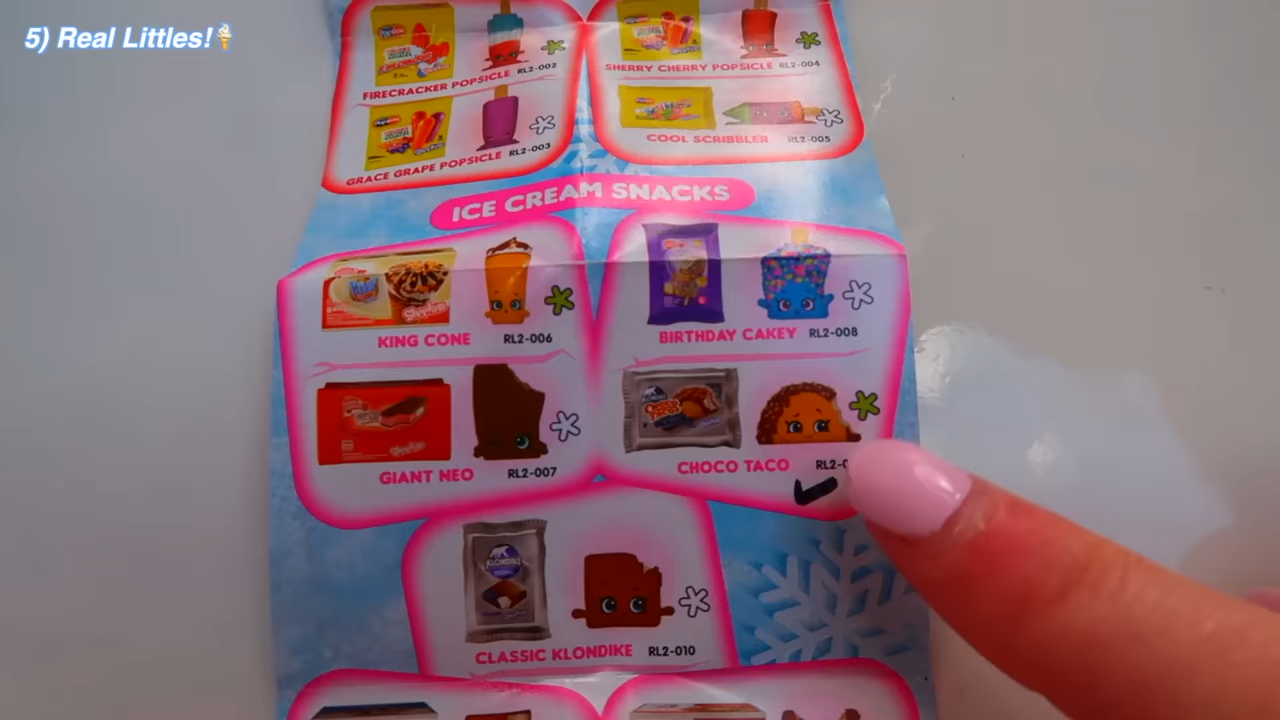 5) Real Littles!🍦
FIRECRACKER POPSICLE RL2-002
SHERRY CHERRY POPSICLE RL2-004
GRACE GRAPE POPSICLE RL2-003
COOL SCRIBBLER RL2-005
ICE CREAM SNACKS
KING CONE RL2-006
BIRTHDAY CAKEY RL2-008
GIANT NEO RL2-007
KLONDIKE
CHOCO TACO
KLONDIKE
CLASSIC KLONDIKE RL2-010